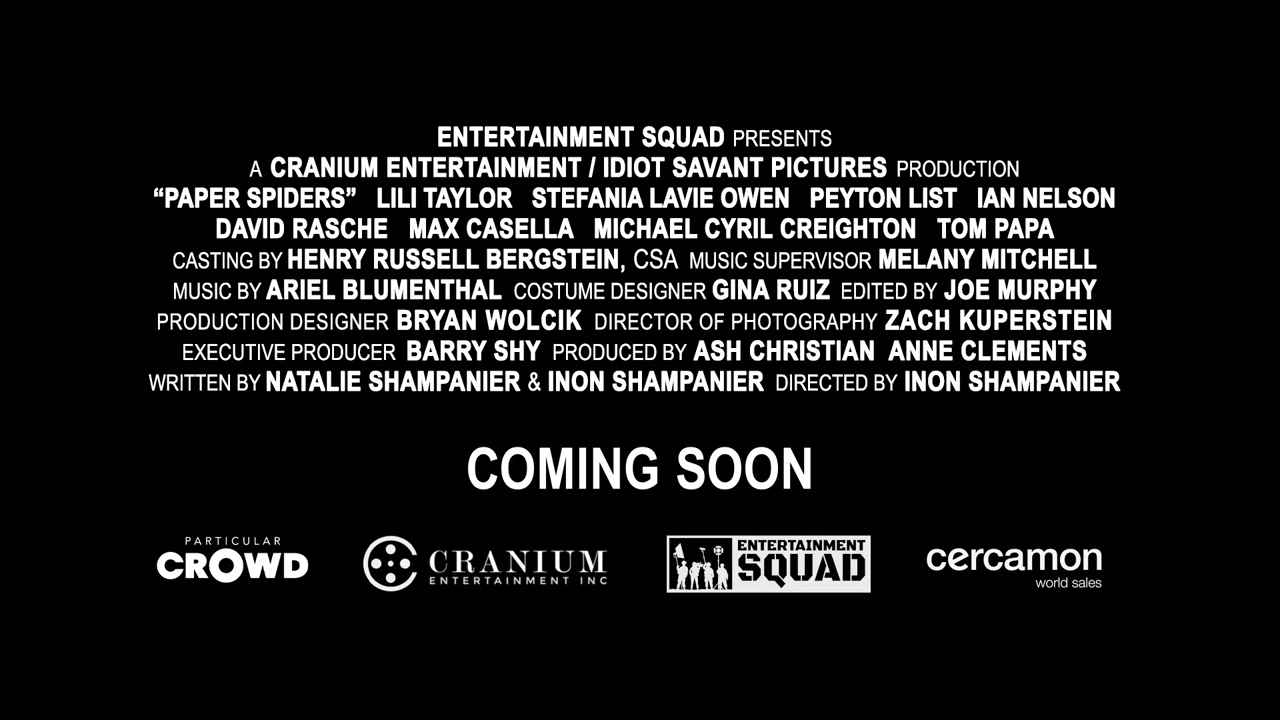 ENTERTAINMENT SQUAD PRESENTS
A CRANIUM ENTERTAINMENT / IDIOT SAVANT PICTURES PRODUCTION
“PAPER SPIDERS” LILI TAYLOR STEFANIA LAVIE OWEN PEYTON LIST IAN NELSON
DAVID RASCHE MAX CASELLA MICHAEL CYRIL CREIGHTON TOM PAPA
CASTING BY HENRY RUSSELL BERGSTEIN, CSA MUSIC SUPERVISOR MELANY MITCHELL
MUSIC BY ARIEL BLUMENTHAL COSTUME DESIGNER GINA RUIZ EDITED BY JOE MURPHY
PRODUCTION DESIGNER BRYAN WOLCIK DIRECTOR OF PHOTOGRAPHY ZACH KUPERSTEIN
EXECUTIVE PRODUCER BARRY SHY PRODUCED BY ASH CHRISTIAN ANNE CLEMENTS
WRITTEN BY NATALIE SHAMPANIER & INON SHAMPANIER DIRECTED BY INON SHAMPANIER
COMING SOON
PARTICULAR
CROWD
CRANIUM
ENTERTAINMENT INC
ENTERTAINMENT
SQUAD
cercamon
world sales